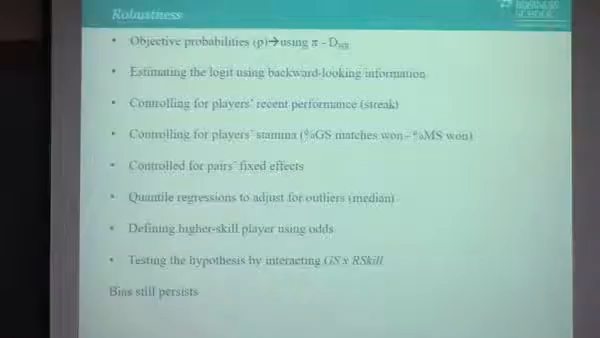 Robustness
BUSINESS
SCHOOL
• Objective probabilities (p)→using π - D
• Estimating the logit using backward-looking information
• Controlling for players' recent performance (streak)
• Controlling for players' stamina (%GS matches won - %MS won)
• Controlled for pairs' fixed effects
• Quantile regressions to adjust for outliers (median)
• Defining higher-skill player using odds
• Testing the hypothesis by interacting GS x RSkill
Bias still persists